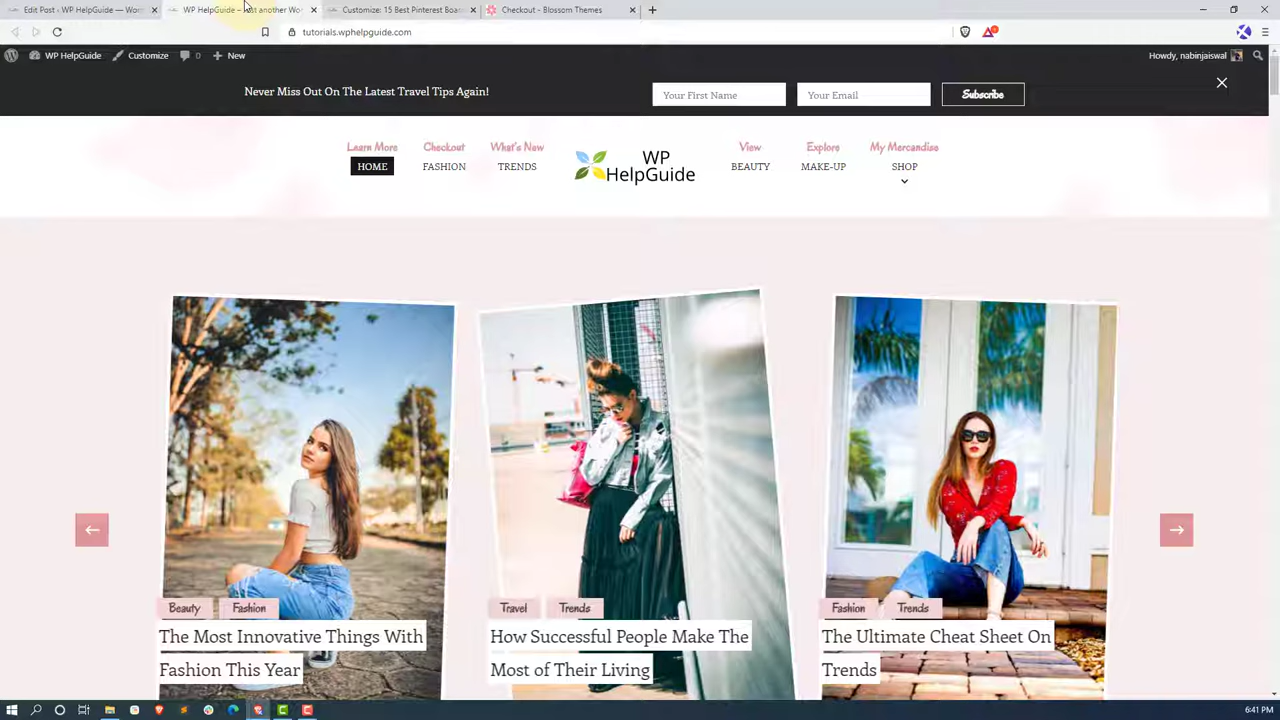 Edit Post ‹ WP HelpGuide — Wor
WP HelpGuide – Just another Wor
Customize: 15 Best Pinterest Boar
Checkout - Blossom Themes
tutorials.wphelpguide.com
WP HelpGuide
Customize
0
New
Howdy, nabinjaiswal
Never Miss Out On The Latest Travel Tips Again!
Your First Name
Your Email
Subscribe
Learn More
Checkout
What's New
View
Explore
My Mercandise
HOME
FASHION
TRENDS
WP
HelpGuide
BEAUTY
MAKE-UP
SHOP
Beauty
Fashion
The Most Innovative Things With
Fashion This Year
Travel
Trends
How Successful People Make The
Most of Their Living
Fashion
Trends
The Ultimate Cheat Sheet On
Trends
6:41 PM